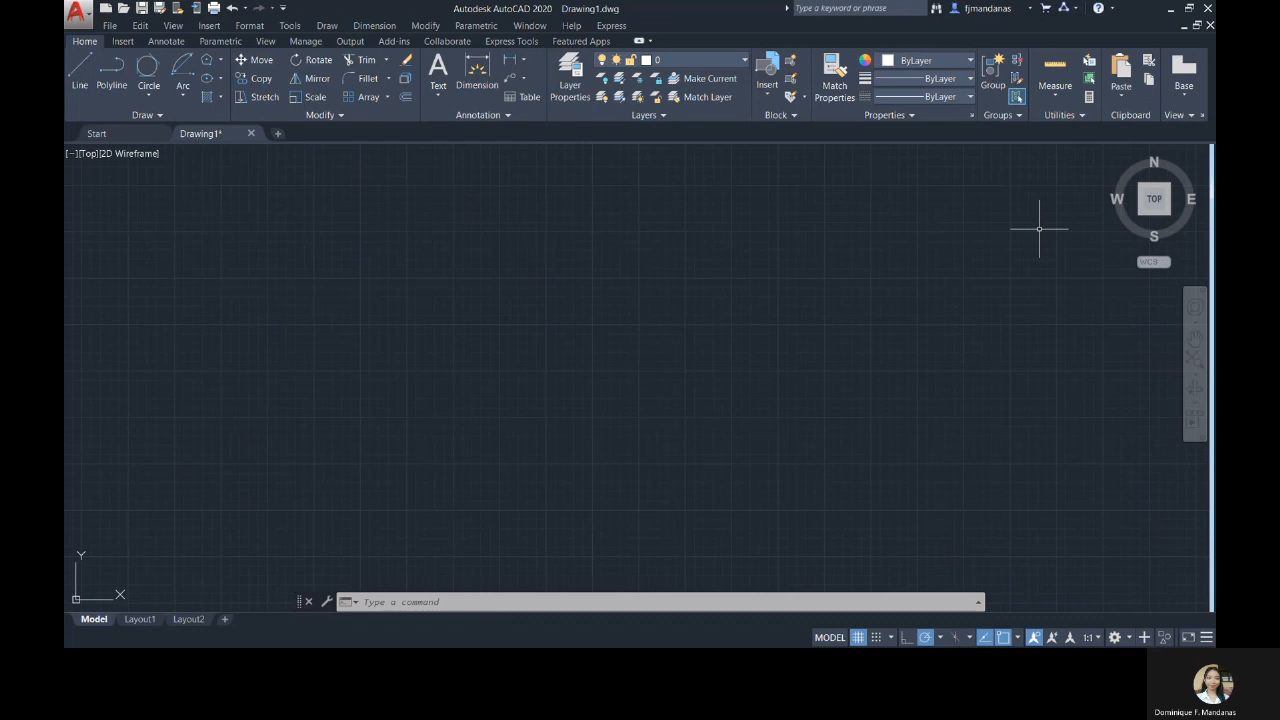 Autodesk AutoCAD 2020 Drawing1.dwg
Type a keyword or phrase
fjmandanas
File Edit View Insert Format Tools Draw Dimension Modify Parametric Window Help Express
Home Insert Annotate Parametric View Manage Output Add-ins Collaborate Express Tools Featured Apps
Line Polyline Circle Arc
Move Rotate Trim
Copy Mirror Fillet
Stretch Scale Array
Text Dimension
Table
Layer Properties
0
Make Current
Match Layer
Insert
Match Properties
ByLayer
ByLayer
ByLayer
Group
Measure
Paste
Base
Draw Modify Annotation Layers Block Properties Groups Utilities Clipboard View
Start Drawing1*
[−][Top][2D Wireframe]
N
W TOP E
S
WCS
Y
X
Type a command
Model Layout1 Layout2
MODEL 1:1
Dominique F. Mandanas